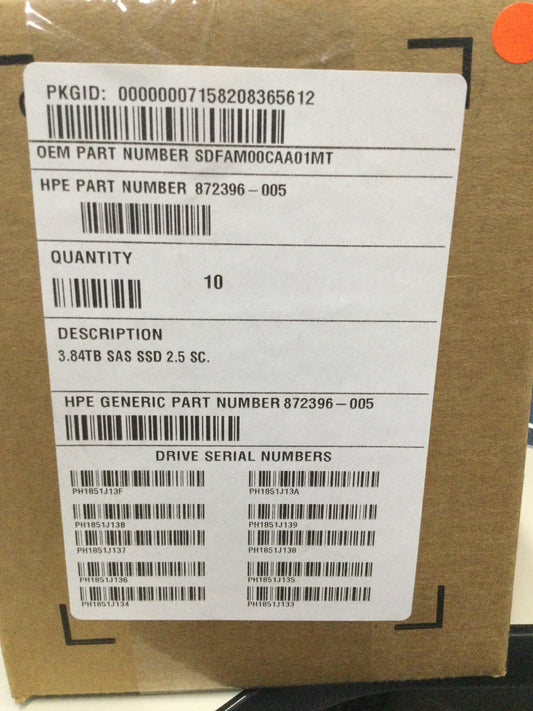 PKGID: 00000007158208365612
OEM PART NUMBER SDFAM00CAA01MT
HPE PART NUMBER 872396-005
QUANTITY
10
DESCRIPTION
3.84TB SAS SSD 2.5 SC.
HPE GENERIC PART NUMBER 872396-005
DRIVE SERIAL NUMBERS
PH1851J13F PH1851J13A
PH1851J13B PH1851J139
PH1851J137 PH1851J138
PH1851J136 PH1851J135
PH1851J134 PH1851J133